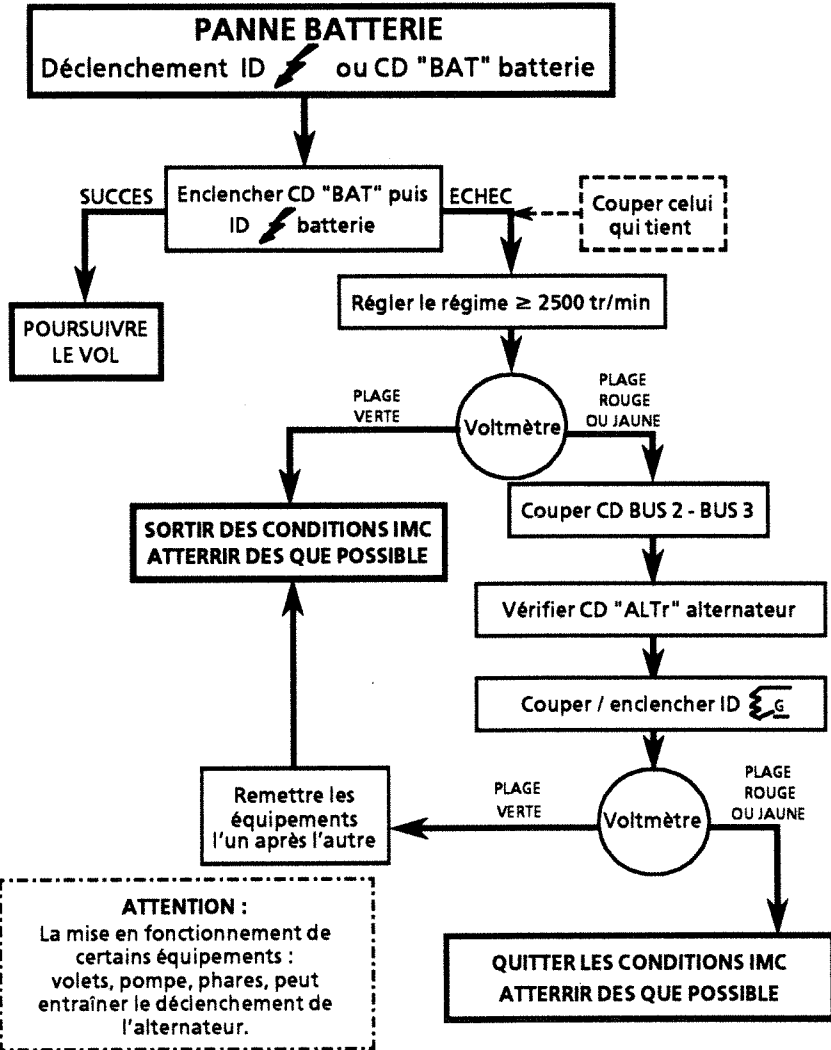 PANNE BATTERIE
Déclenchement ID ou CD "BAT" batterie
SUCCES
Enclencher CD "BAT" puis
ID batterie
ECHEC
Couper celui
qui tient
POURSUIVRE
LE VOL
Régler le régime ≥ 2500 tr/min
PLAGE
VERTE
Voltmètre
PLAGE
ROUGE
OU JAUNE
SORTIR DES CONDITIONS IMC
ATTERRIR DES QUE POSSIBLE
Couper CD BUS 2 - BUS 3
Vérifier CD "ALTr" alternateur
Couper / enclencher ID G
Remettre les
équipements
l'un après l'autre
PLAGE
VERTE
Voltmètre
PLAGE
ROUGE
OU JAUNE
ATTENTION :
La mise en fonctionnement de
certains équipements :
volets, pompe, phares, peut
entraîner le déclenchement de
l'alternateur.
QUITTER LES CONDITIONS IMC
ATTERRIR DES QUE POSSIBLE